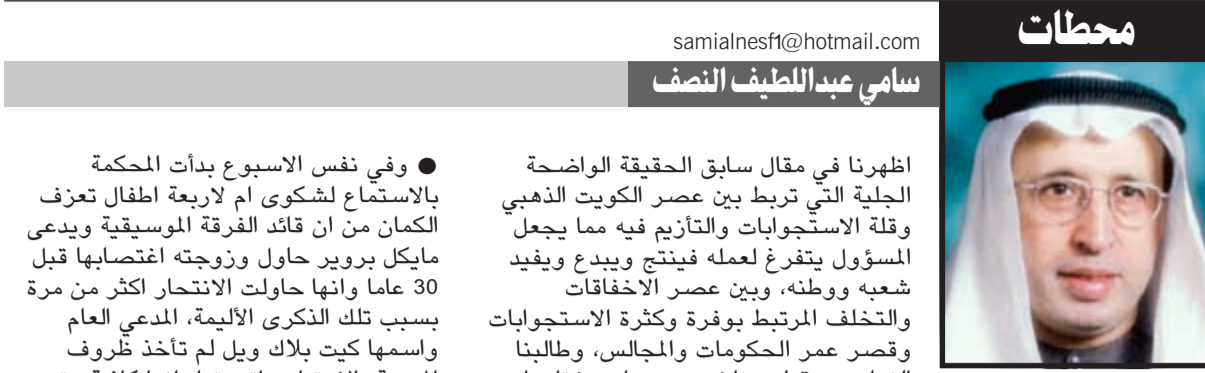 محطات
samialnesf1@hotmail.com
سامي عبداللطيف النصف
اظهرنا في مقال سابق الحقيقة الواضحة
الجلية التي تربط بين عصر الكويت الذهبي
وقلة الاستجوابات والتأزيم فيه مما يجعل
المسؤول يتفرغ لعمله فينتج ويبدع ويفيد
شعبه ووطنه، وبين عصر الاخفاقات
والتخلف المرتبط بوفرة وكثرة الاستجوابات
وقصر عمر الحكومات والمجالس، وطالبنا
● وفي نفس الاسبوع بدأت المحكمة
بالاستماع لشكوى ام لاربعة اطفال تعزف
الكمان من ان قائد الفرقة الموسيقية ويدعى
مايكل بروير حاول وزوجته اغتصابها قبل
30 عاما وانها حاولت الانتحار اكثر من مرة
بسبب تلك الذكرى الأليمة، المدعي العام
واسمها كيت بلاك ويل لم تأخذ ظروف